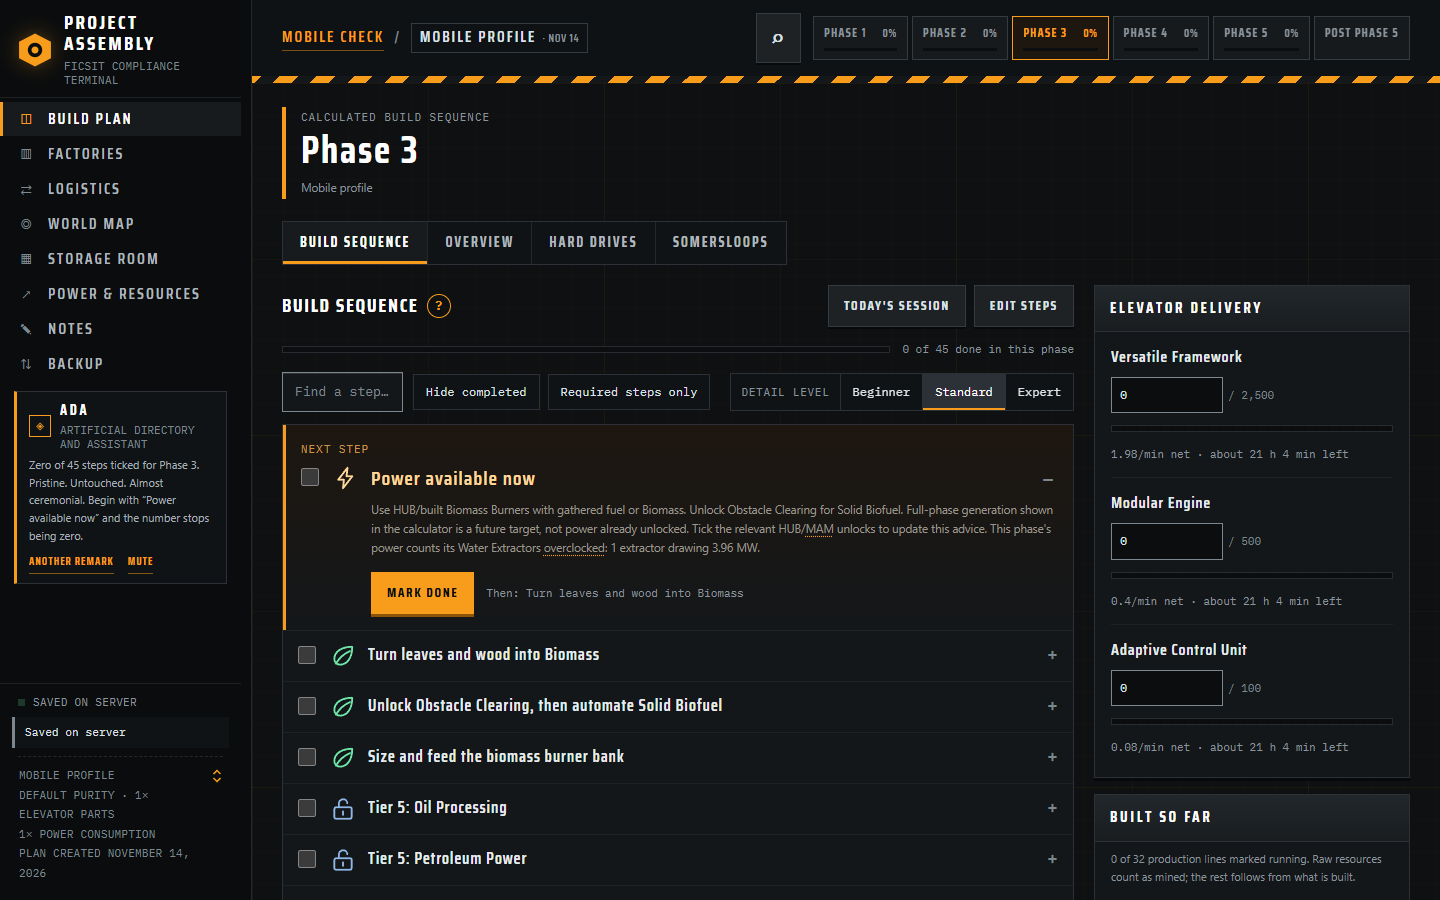 PROJECT
ASSEMBLY
FICSIT COMPLIANCE
TERMINAL
BUILD PLAN
FACTORIES
LOGISTICS
WORLD MAP
STORAGE ROOM
POWER & RESOURCES
NOTES
BACKUP
ADA
ARTIFICIAL DIRECTORY
AND ASSISTANT
Zero of 45 steps ticked for Phase 3.
Pristine. Untouched. Almost
ceremonial. Begin with “Power
available now” and the number stops
being zero.
ANOTHER REMARK MUTE
SAVED ON SERVER
Saved on server
MOBILE PROFILE
DEFAULT PURITY · 1×
ELEVATOR PARTS
1× POWER CONSUMPTION
PLAN CREATED NOVEMBER 14,
2026
MOBILE CHECK / MOBILE PROFILE · NOV 14
PHASE 1 0%
PHASE 2 0%
PHASE 3 0%
PHASE 4 0%
PHASE 5 0%
POST PHASE 5
CALCULATED BUILD SEQUENCE
Phase 3
Mobile profile
BUILD SEQUENCE OVERVIEW HARD DRIVES SOMERSLOOPS
BUILD SEQUENCE ?
TODAY'S SESSION EDIT STEPS
0 of 45 done in this phase
Find a step… Hide completed Required steps only DETAIL LEVEL Beginner Standard Expert
NEXT STEP
Power available now
Use HUB/built Biomass Burners with gathered fuel or Biomass. Unlock Obstacle Clearing for Solid Biofuel. Full-phase generation shown
in the calculator is a future target, not power already unlocked. Tick the relevant HUB/MAM unlocks to update this advice. This phase's
power counts its Water Extractors overclocked: 1 extractor drawing 3.96 MW.
MARK DONE Then: Turn leaves and wood into Biomass
Turn leaves and wood into Biomass
Unlock Obstacle Clearing, then automate Solid Biofuel
Size and feed the biomass burner bank
Tier 5: Oil Processing
Tier 5: Petroleum Power
ELEVATOR DELIVERY
Versatile Framework
0 / 2,500
1.98/min net · about 21 h 4 min left
Modular Engine
0 / 500
0.4/min net · about 21 h 4 min left
Adaptive Control Unit
0 / 100
0.08/min net · about 21 h 4 min left
BUILT SO FAR
0 of 32 production lines marked running. Raw resources
count as mined; the rest follows from what is built.